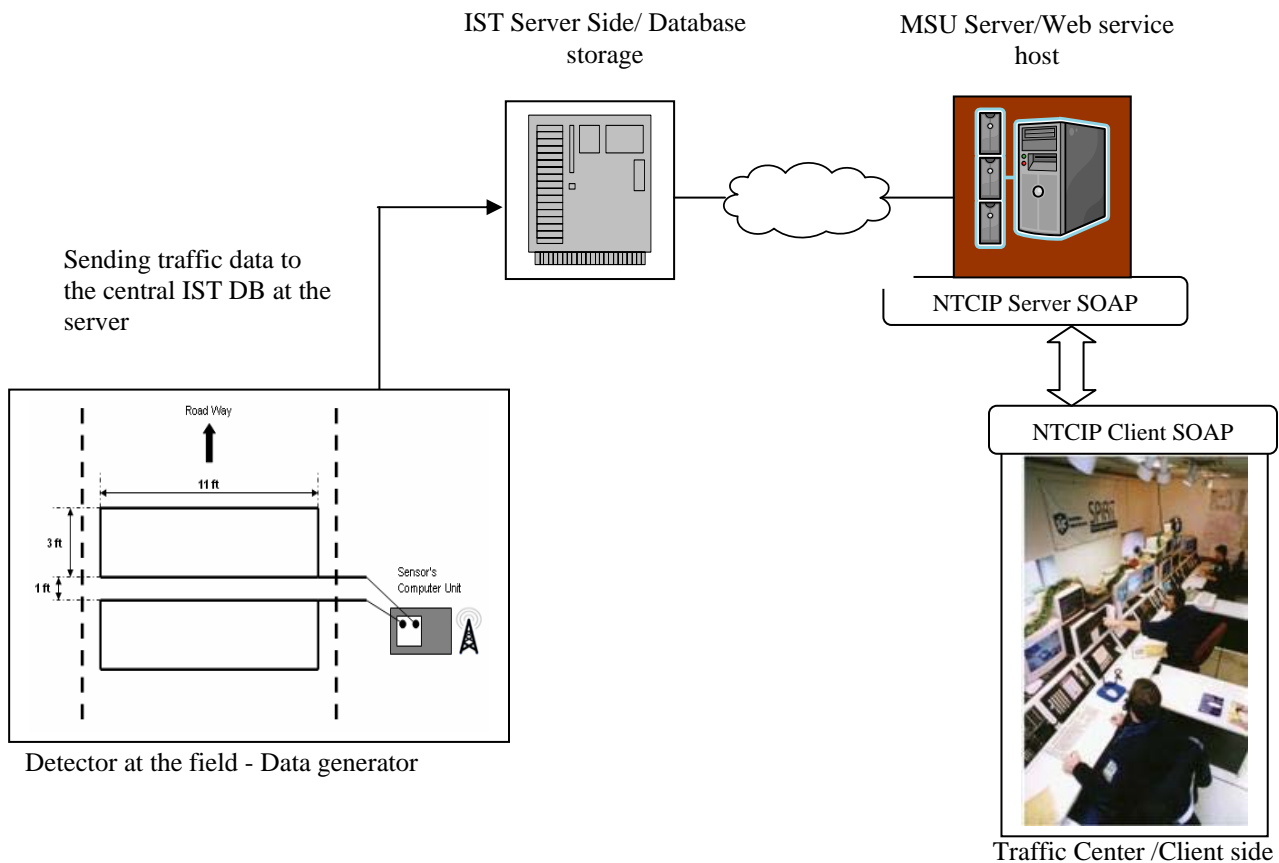 IST Server Side/ Database
storage
MSU Server/Web service
host
NTCIP Server SOAP
Sending traffic data to
the central IST DB at the
server
Road Way
11 ft
3 ft
1 ft
Sensor's
Computer Unit
Detector at the field - Data generator
NTCIP Client SOAP
SPIRIT
Traffic Center /Client side